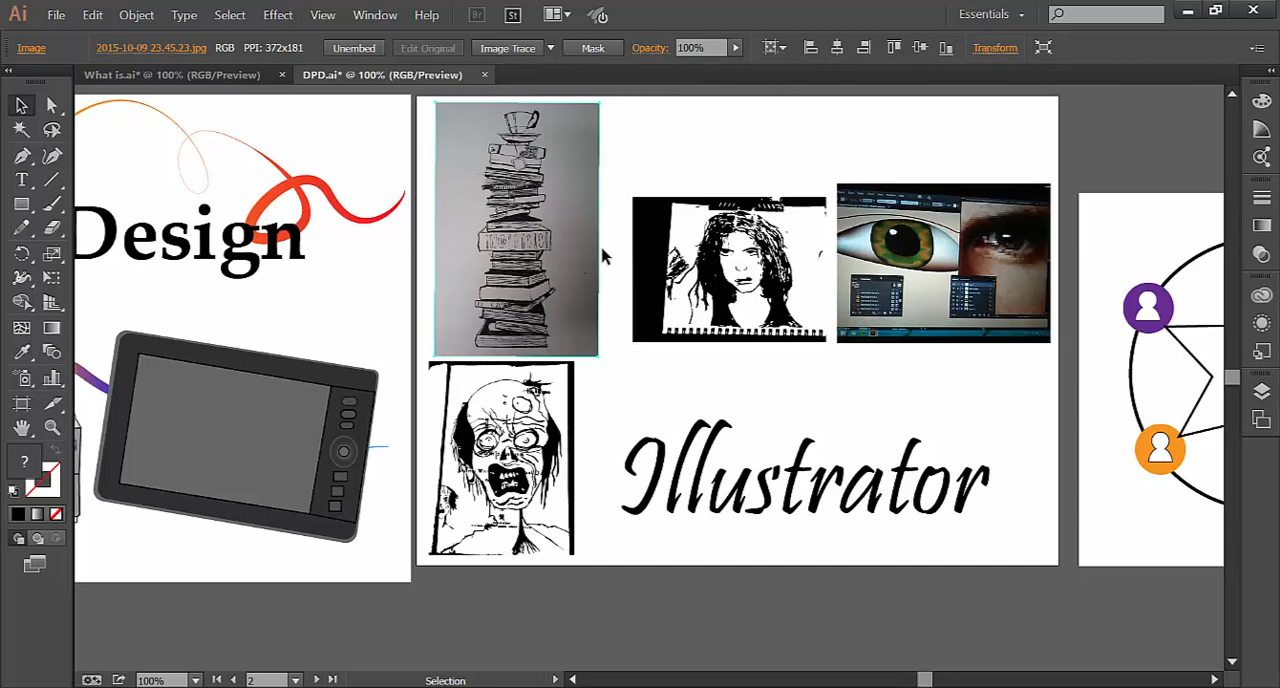 Ai File Edit Object Type Select Effect View Window Help Br St Essentials
Image 2015-10-09 23.45.23.jpg RGB PPI: 372x181 Unembed Edit Original Image Trace Mask Opacity: 100% Transform
What is.ai* @ 100% (RGB/Preview) × DPD.ai* @ 100% (RGB/Preview) ×
Design
Illustrator
?
100% 2 Selection